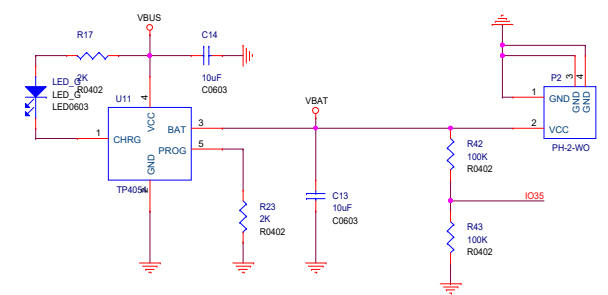 VBUS
R17
C14
2K
R0402
10uF
C0603
LED_G
LED_G
LED0603
U11
4
VCC
1
CHRG
BAT
3
PROG
5
GND
VBAT
R23
2K
R0402
C13
10uF
C0603
R42
100K
R0402
IO35
R43
100K
R0402
P2
3
4
1
GND
GND
GND
2
VCC
PH-2-WO